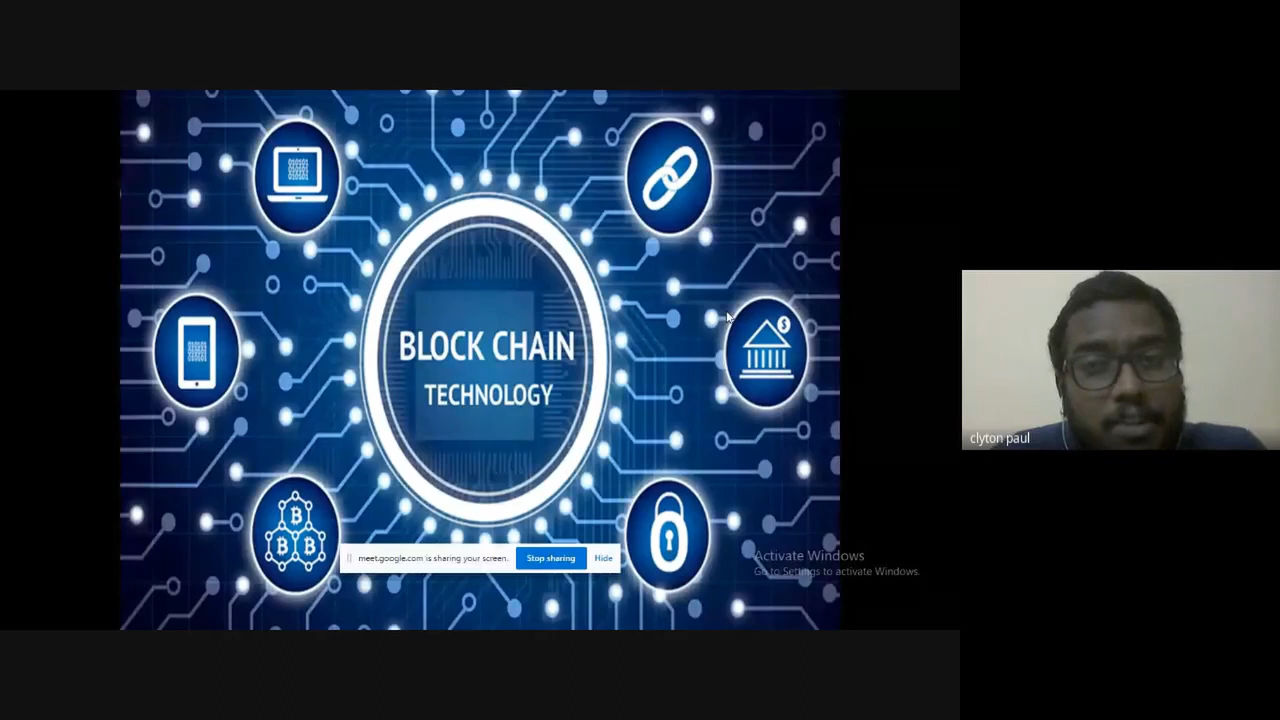 BLOCK CHAIN
TECHNOLOGY
meet.google.com is sharing your screen.
Stop sharing
Hide
Activate Windows
Go to Settings to activate Windows.
clyton paul